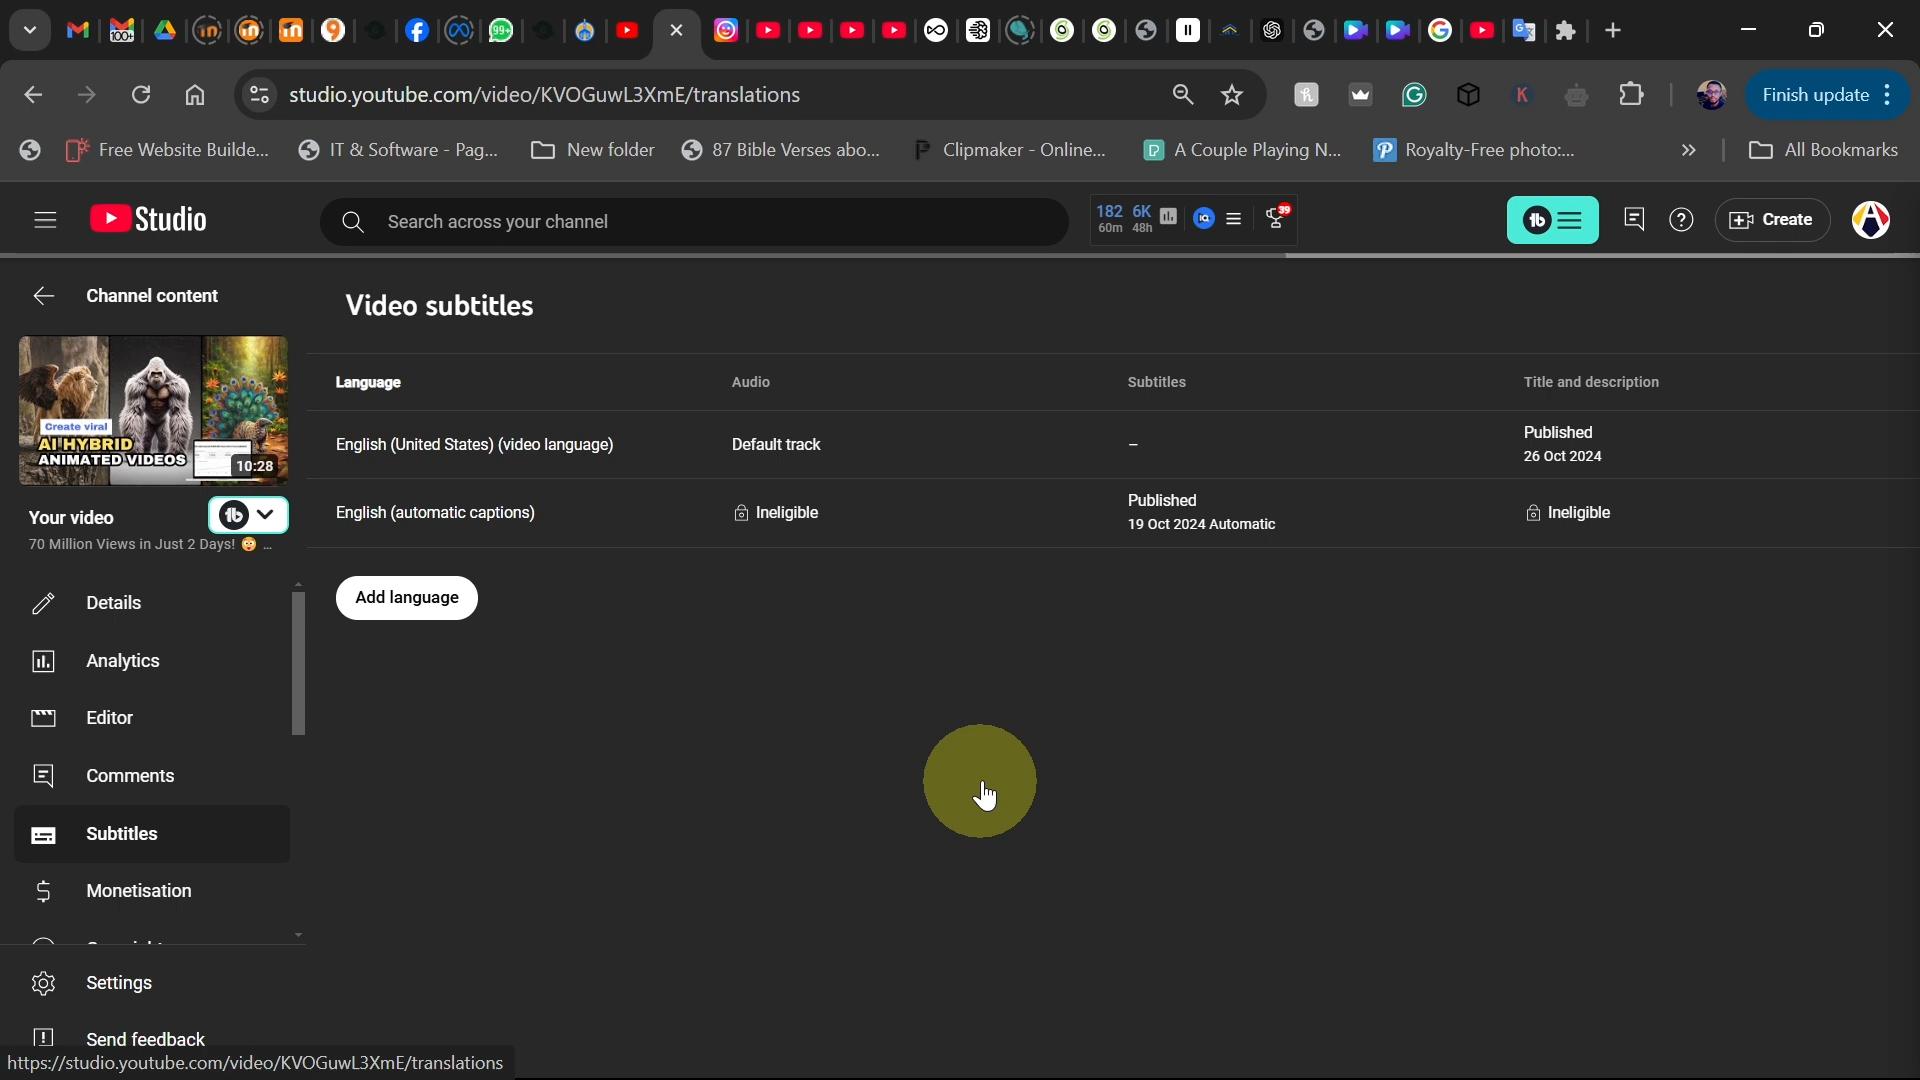 100+
99+
studio.youtube.com/video/KVOGuwL3XmE/translations
Finish update
Free Website Builde...
IT & Software - Pag...
New folder
87 Bible Verses abo...
Clipmaker - Online...
A Couple Playing N...
Royalty-Free photo:...
All Bookmarks
Studio
Search across your channel
182 6K
60m 48h
39
Create
Channel content
Video subtitles
Create viral
AI HYBRID
ANIMATED VIDEOS
10:28
Your video
70 Million Views in Just 2 Days! 😳 ...
Language
Audio
Subtitles
Title and description
English (United States) (video language)
Default track
–
Published
26 Oct 2024
English (automatic captions)
Ineligible
Published
19 Oct 2024 Automatic
Ineligible
Add language
Details
Analytics
Editor
Comments
Subtitles
Monetisation
Settings
Send feedback
https://studio.youtube.com/video/KVOGuwL3XmE/translations